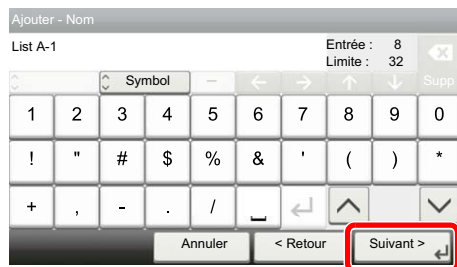 Ajouter - Nom
List A-1
Entrée : 8
Limite : 32
Symbol - Supp
1 2 3 4 5 6 7 8 9 0
! " # $ % & ' ( ) *
+ , - . / _
Annuler < Retour Suivant >